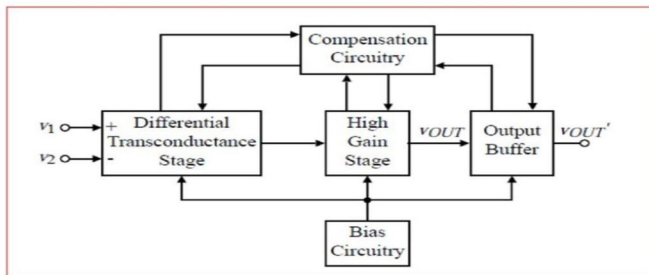 Compensation
Circuitry
v1
+
v2
-
Differential
Transconductance
Stage
High
Gain
Stage
vOUT
Output
Buffer
vOUT'
Bias
Circuitry